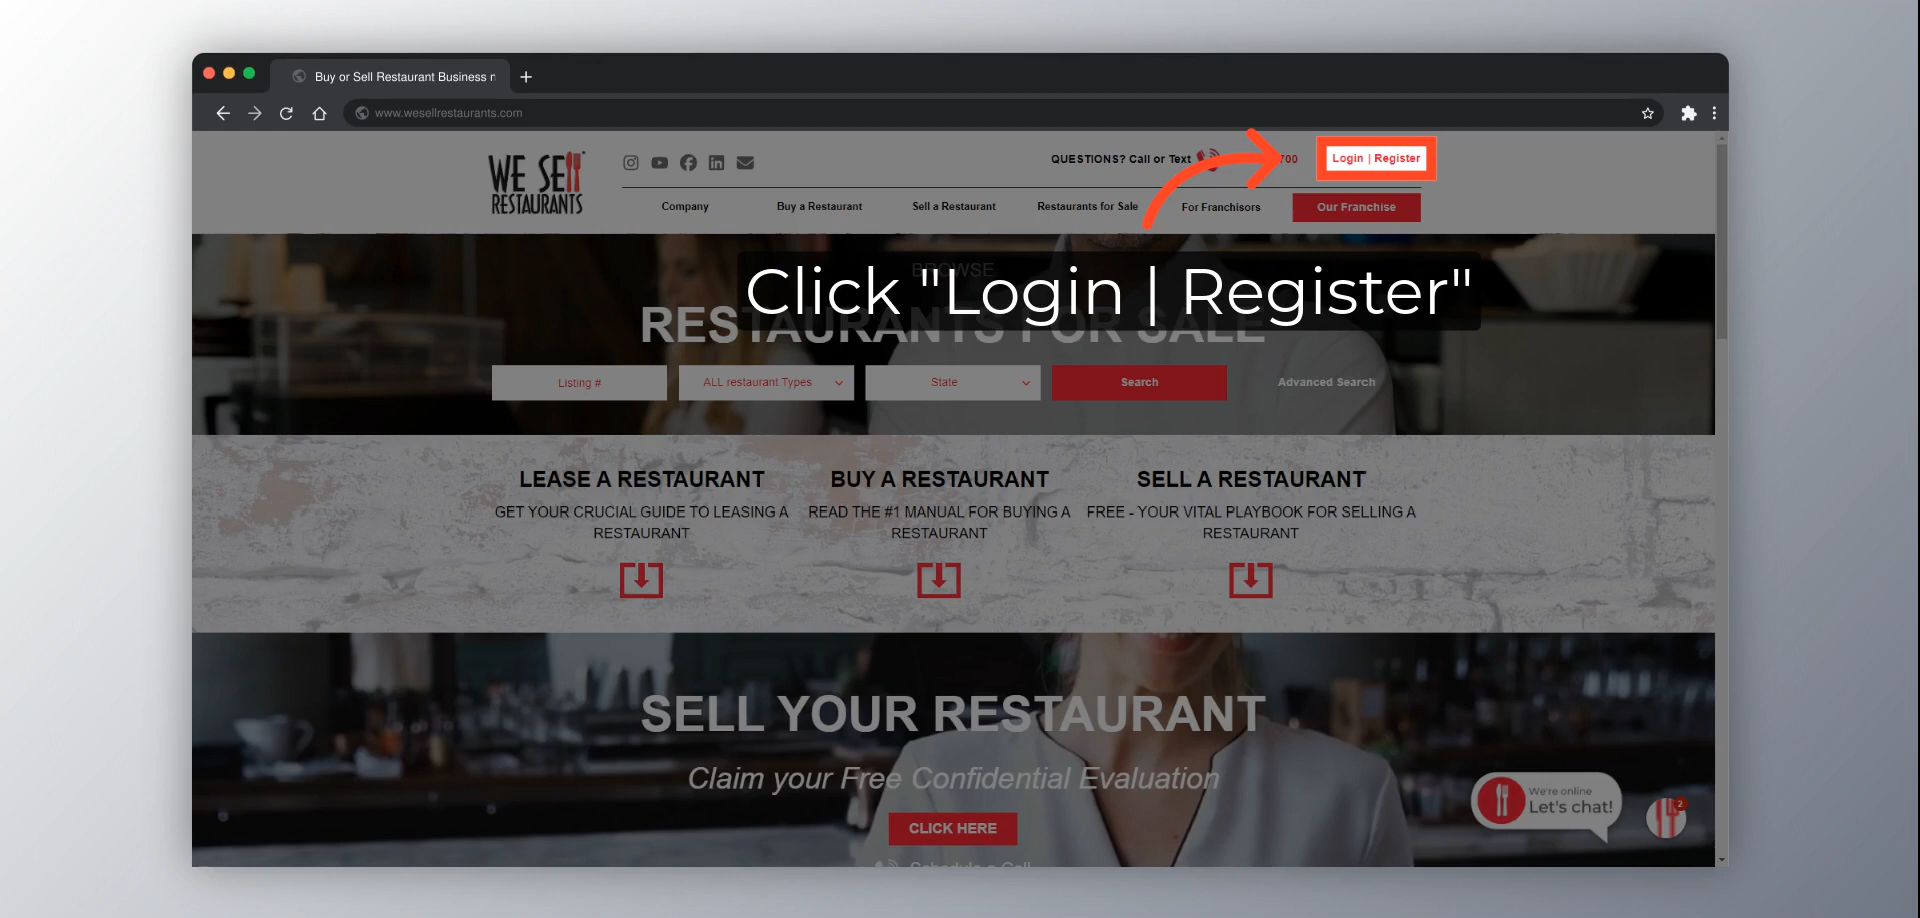 Buy or Sell Restaurant Business n
www.wesellrestaurants.com
WE SELL
RESTAURANTS
QUESTIONS? Call or Text
700
Login | Register
Company
Buy a Restaurant
Sell a Restaurant
Restaurants for Sale
For Franchisors
Our Franchise
BROWSE
Click "Login | Register"
RESTAURANTS FOR SALE
Listing #
ALL restaurant Types
State
Search
Advanced Search
LEASE A RESTAURANT
GET YOUR CRUCIAL GUIDE TO LEASING A
RESTAURANT
BUY A RESTAURANT
READ THE #1 MANUAL FOR BUYING A
RESTAURANT
SELL A RESTAURANT
FREE - YOUR VITAL PLAYBOOK FOR SELLING A
RESTAURANT
SELL YOUR RESTAURANT
Claim your Free Confidential Evaluation
CLICK HERE
Schedule a Call
We're online
Let's chat!
2